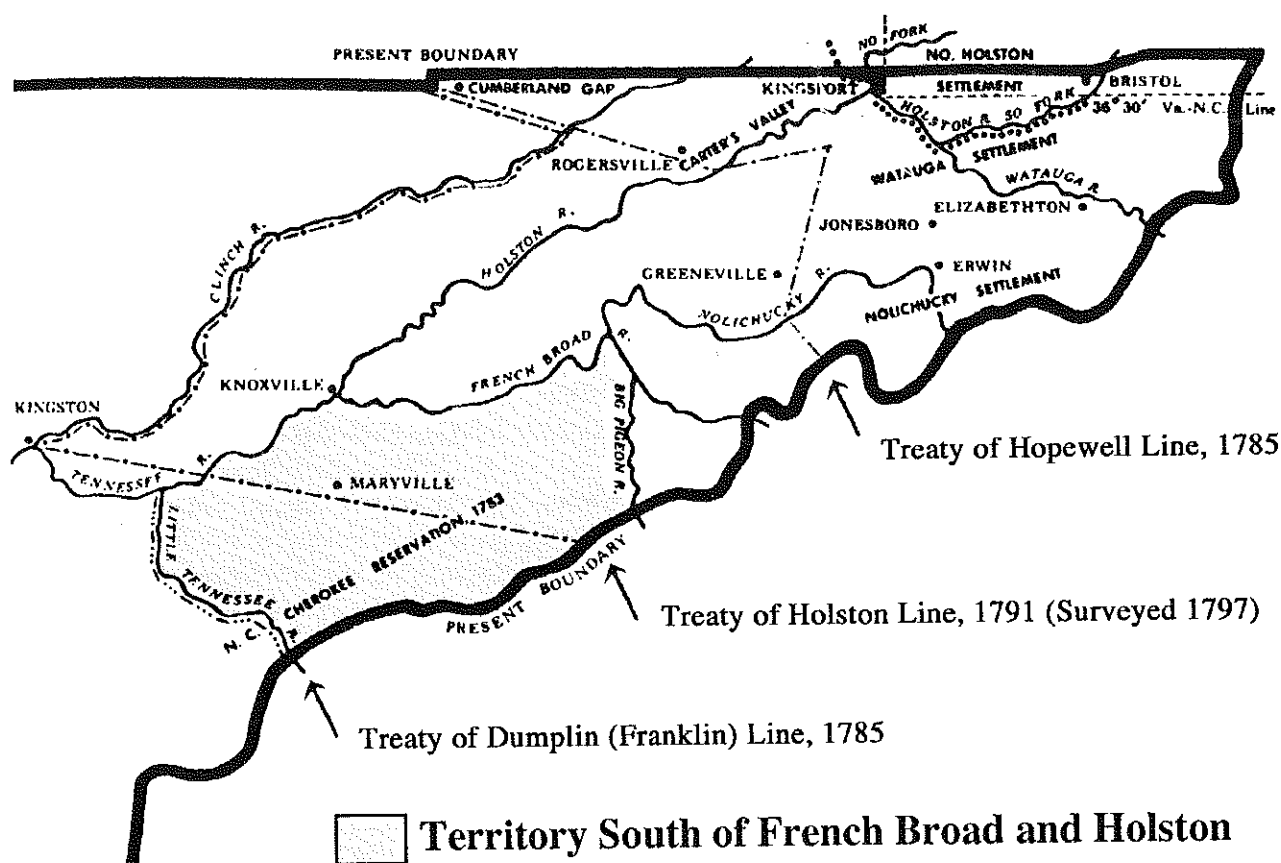 NO FORK
PRESENT BOUNDARY
NO. HOLSTON
SETTLEMENT
CUMBERLAND GAP
KINGSPORT
BRISTOL
HOLSTON R. SO FORK
36° 30' Va.-N.C. Line
ROGERSVILLE
CARTER'S VALLEY
WATAUGA SETTLEMENT
WATAUGA R.
ELIZABETHTON
JONESBORO
CLINCH R.
HOLSTON R.
GREENEVILLE
ERWIN
NOLICHUCKY R.
NOLICHUCKY SETTLEMENT
FRENCH BROAD R.
KNOXVILLE
KINGSTON
BIG PIGEON R.
TENNESSEE R.
MARYVILLE
LITTLE TENNESSEE R.
N. C. CHEROKEE RESERVATION, 1783
PRESENT BOUNDARY
Treaty of Hopewell Line, 1785
Treaty of Holston Line, 1791 (Surveyed 1797)
Treaty of Dumplin (Franklin) Line, 1785
Territory South of French Broad and Holston